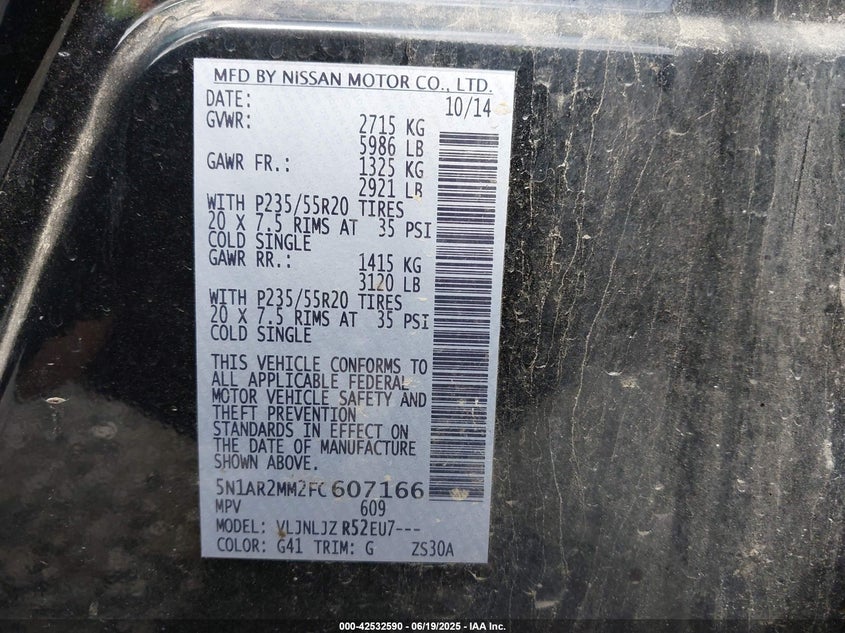 MFD BY NISSAN MOTOR CO., LTD.
DATE: 10/14
GVWR: 2715 KG
5986 LB
GAWR FR.: 1325 KG
2921 LB
WITH P235/55R20 TIRES
20 X 7.5 RIMS AT 35 PSI
COLD SINGLE
GAWR RR.: 1415 KG
3120 LB
WITH P235/55R20 TIRES
20 X 7.5 RIMS AT 35 PSI
COLD SINGLE
THIS VEHICLE CONFORMS TO
ALL APPLICABLE FEDERAL
MOTOR VEHICLE SAFETY AND
THEFT PREVENTION
STANDARDS IN EFFECT ON
THE DATE OF MANUFACTURE
SHOWN ABOVE.
5N1AR2MM2FC607166
MPV 609
MODEL: VLJNLJZ R52EU7---
COLOR: G41 TRIM: G ZS30A
000-42532590 - 06/19/2025 - IAA Inc.